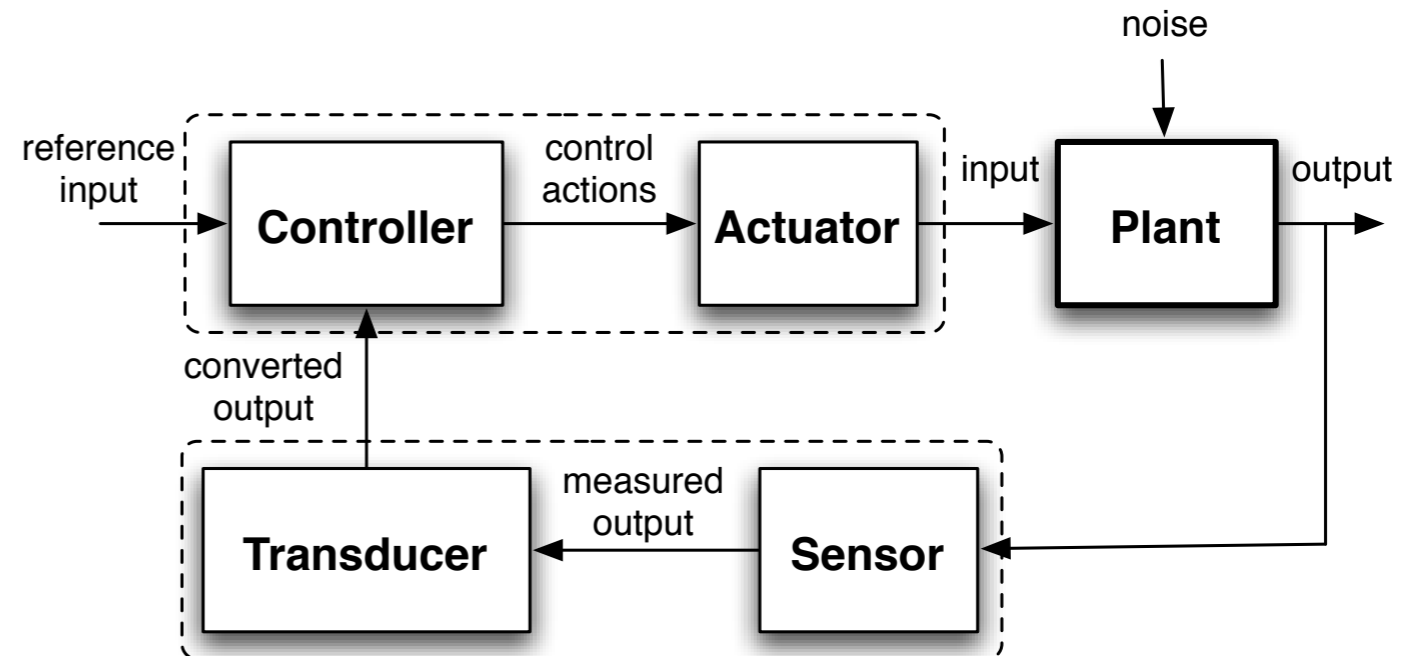 noise
reference
input
Controller
control
actions
Actuator
input
Plant
output
converted
output
Transducer
measured
output
Sensor